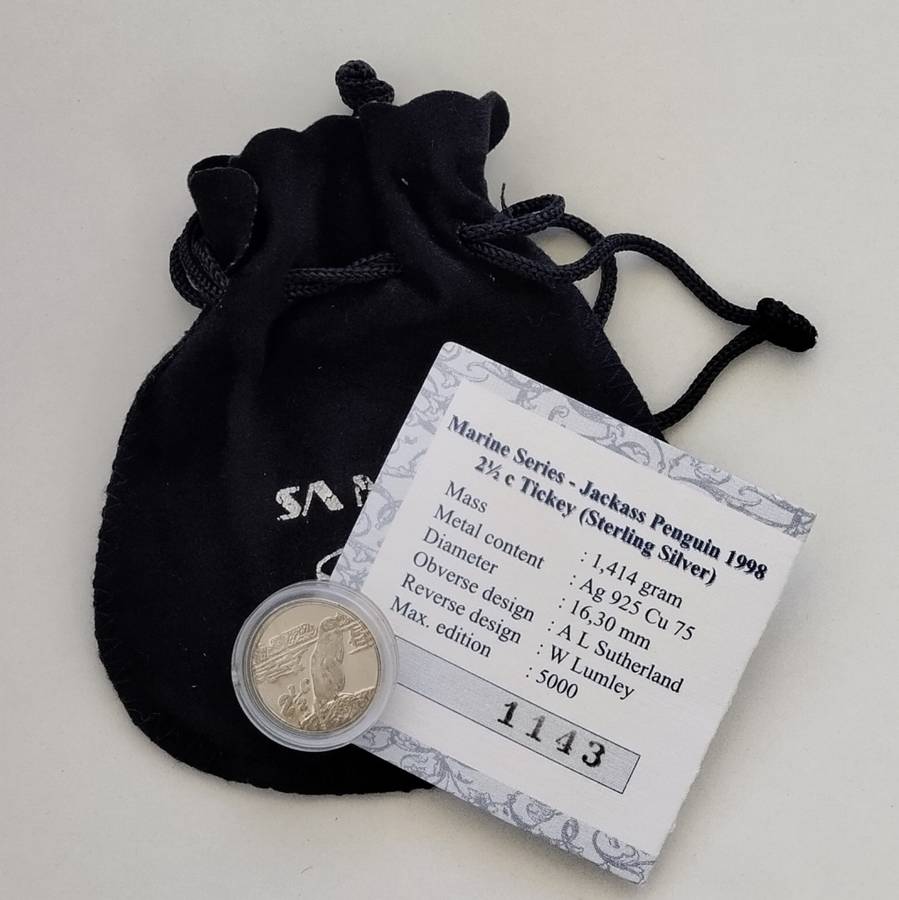 SA M
Marine Series - Jackass Penguin 1998
2½ c Tickey (Sterling Silver)
Mass : 1,414 gram
Metal content : Ag 925 Cu 75
Diameter : 16,30 mm
Obverse design : A L Sutherland
Reverse design : W Lumley
Max. edition : 5000
1143